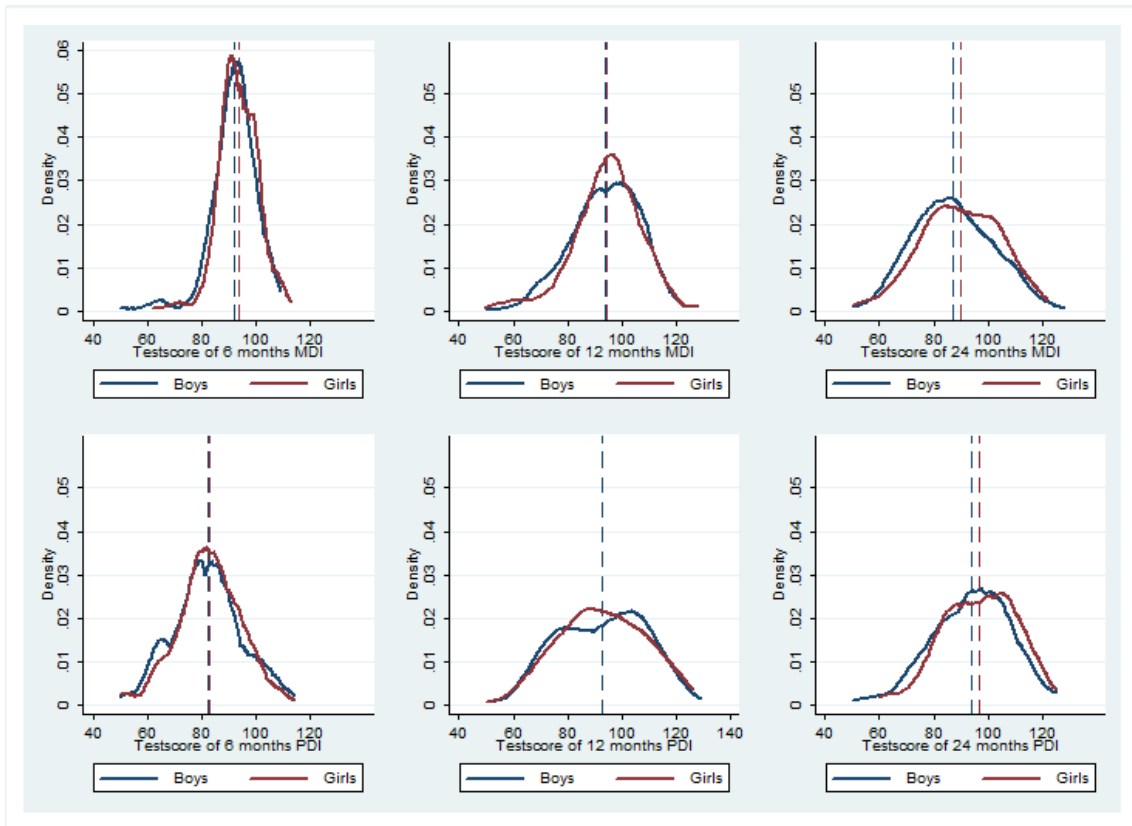 Density
0 .01 .02 .03 .04 .05 .06
40 60 80 100 120
Testscore of 6 months MDI
Boys Girls
Density
0 .01 .02 .03 .04 .05
40 60 80 100 120
Testscore of 12 months MDI
Boys Girls
Density
0 .01 .02 .03 .04 .05
40 60 80 100 120
Testscore of 24 months MDI
Boys Girls
Density
0 .01 .02 .03 .04 .05
40 60 80 100 120
Testscore of 6 months PDI
Boys Girls
Density
0 .01 .02 .03 .04 .05
40 60 80 100 120 140
Testscore of 12 months PDI
Boys Girls
Density
0 .01 .02 .03 .04 .05
40 60 80 100 120
Testscore of 24 months PDI
Boys Girls